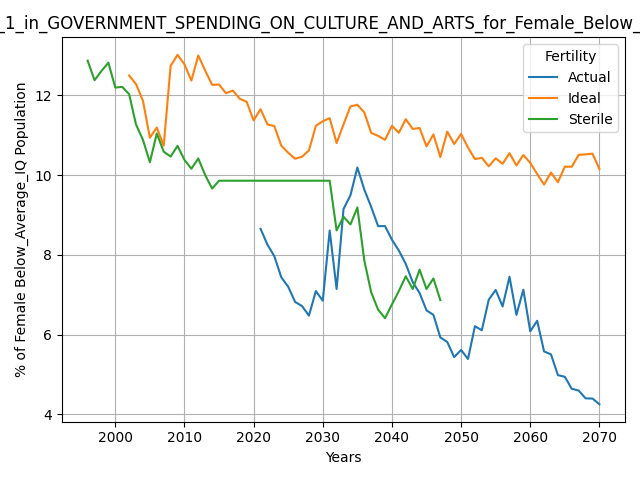 _1_in_GOVERNMENT_SPENDING_ON_CULTURE_AND_ARTS_for_Female_Below_
Fertility
Actual
Ideal
Sterile
% of Female Below_Average_IQ Population
12
10
8
6
4
2000 2010 2020 2030 2040 2050 2060 2070
Years